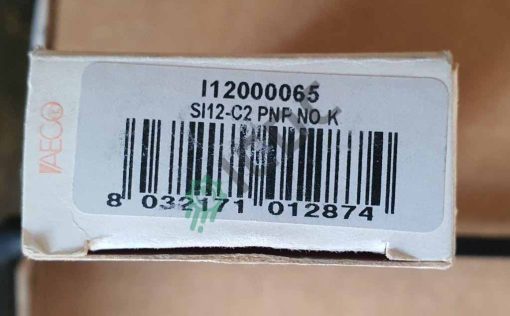 I12000065
SI12-C2 PNP NO K
8 032171 012874
AECO